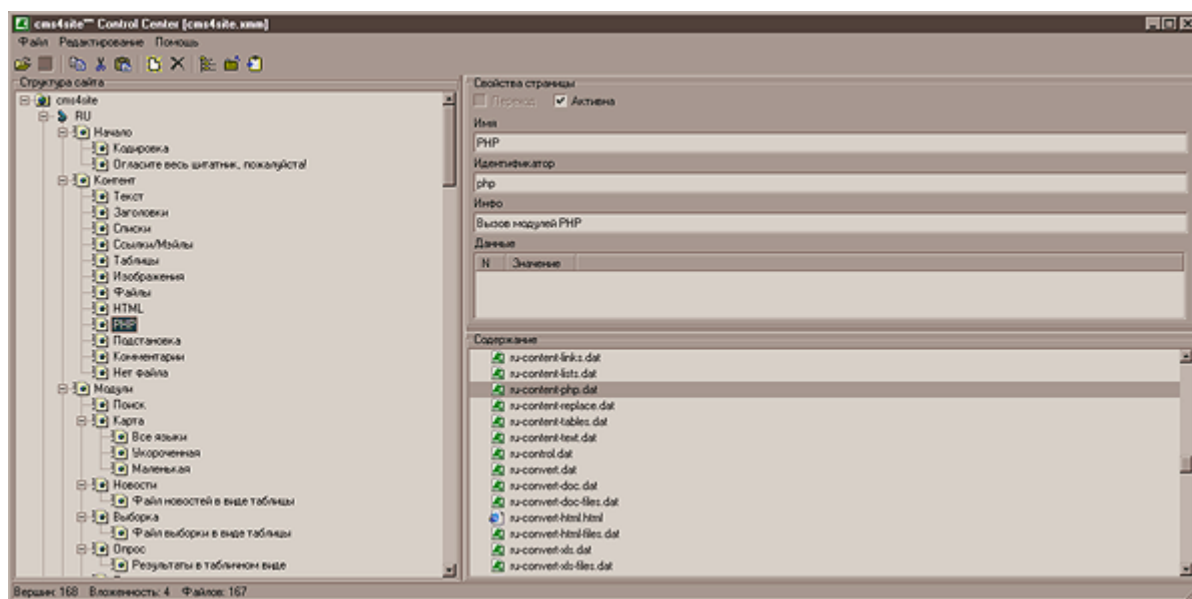 cms4site™ Control Center [cms4site.xmm]
Файл Редактирование Помощь
Структура сайта
cms4site
RU
Начало
Кодировка
Огласите весь цитатник, пожалуйста!
Контент
Текст
Заголовки
Списки
Ссылки/Мэйлы
Таблицы
Изображения
Файлы
HTML
PHP
Подстановка
Комментарии
Нет файла
Модули
Поиск
Карта
Все языки
Укороченная
Маленькая
Новости
Файл новостей в виде таблицы
Выборка
Файл выборки в виде таблицы
Опрос
Результаты в табличном виде
Свойства страницы
Переход Активна
Имя
PHP
Идентификатор
php
Инфо
Вызов модулей PHP
Данные
N Значение
Содержание
ru-content-links.dat
ru-content-lists.dat
ru-content-php.dat
ru-content-replace.dat
ru-content-tables.dat
ru-content-text.dat
ru-control.dat
ru-convert.dat
ru-convert-doc.dat
ru-convert-doc-files.dat
ru-convert-html.html
ru-convert-html-files.dat
ru-convert-xls.dat
ru-convert-xls-files.dat
Вершин: 168 Вложенность: 4 Файлов: 167